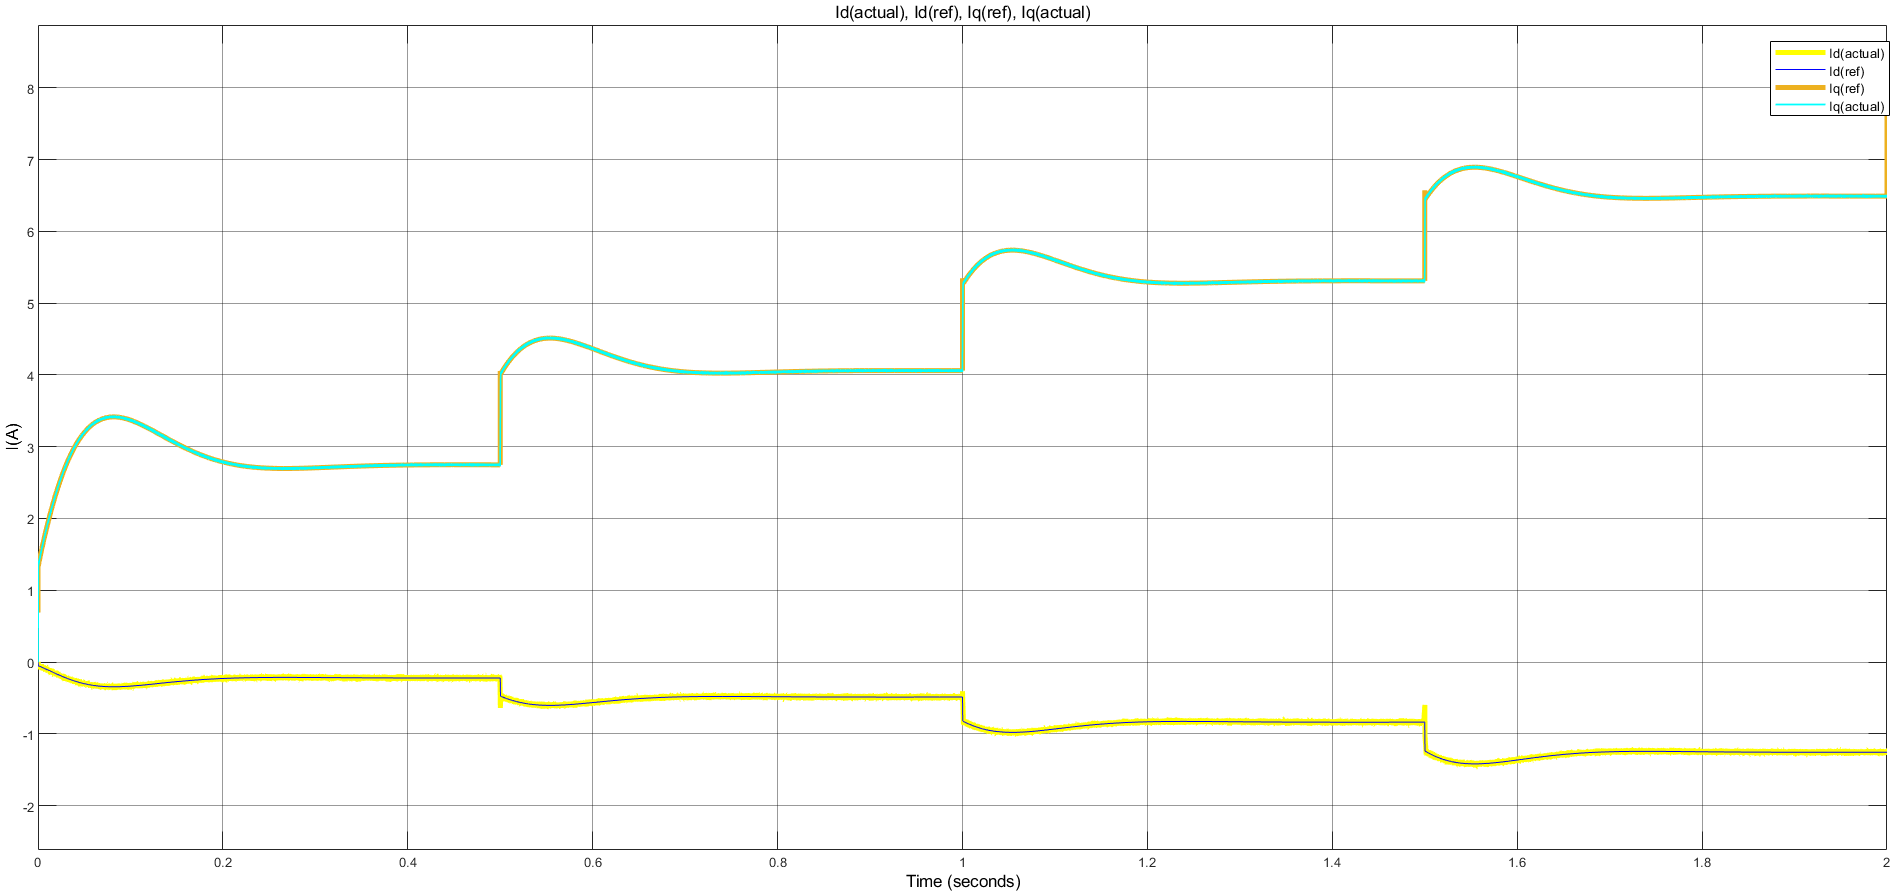 Id(actual), Id(ref), Iq(ref), Iq(actual)
Id(actual)
Id(ref)
Iq(ref)
Iq(actual)
8
7
6
5
4
3
2
1
0
-1
-2
I(A)
0 0.2 0.4 0.6 0.8 1 1.2 1.4 1.6 1.8 2
Time (seconds)